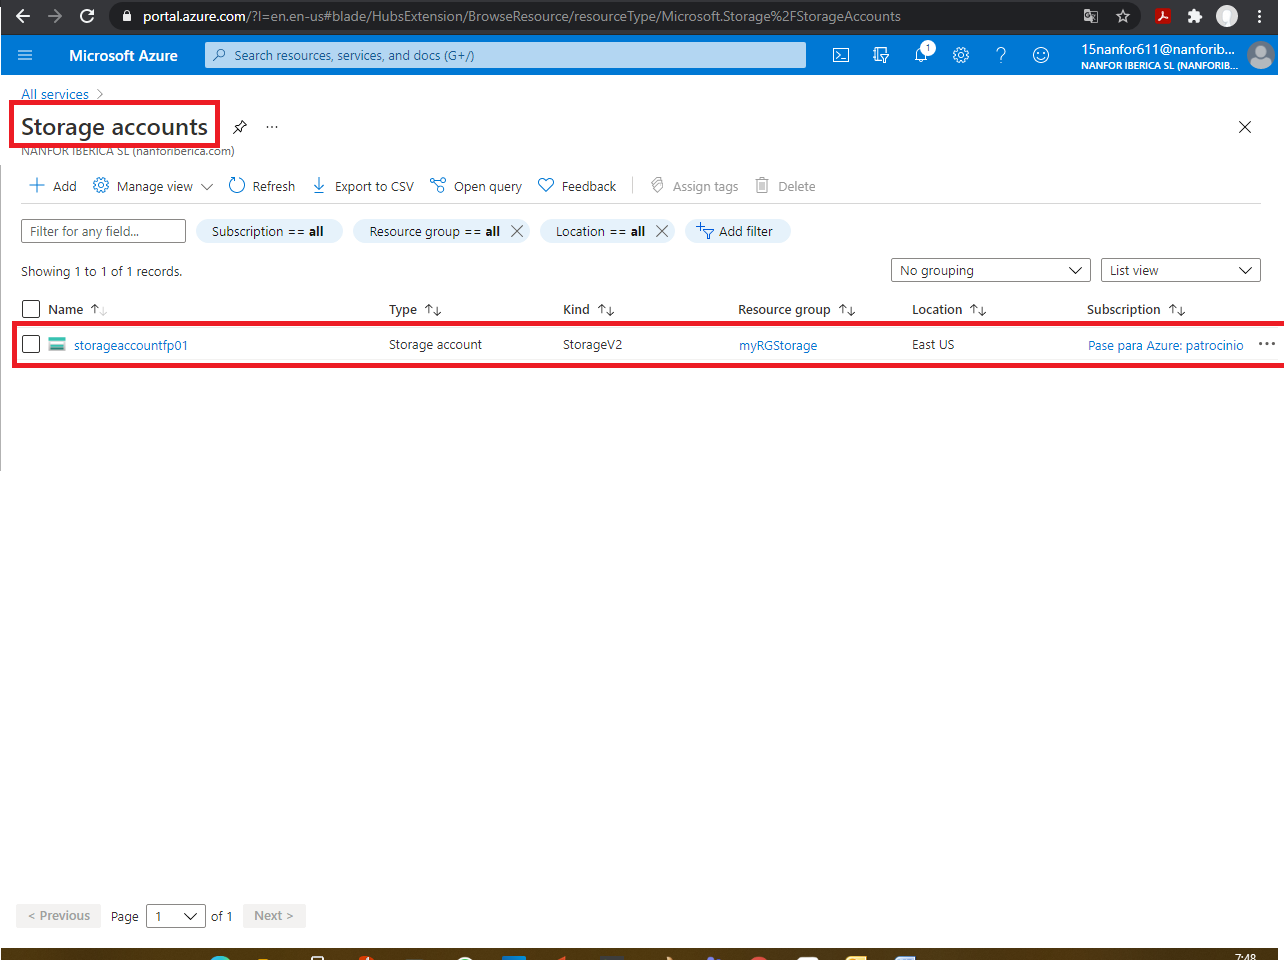 portal.azure.com/?l=en.en-us#blade/HubsExtension/BrowseResource/resourceType/Microsoft.Storage%2FStorageAccounts
Microsoft Azure
Search resources, services, and docs (G+/)
1
15nanfor611@nanforib...
NANFOR IBERICA SL (NANFORIB...
All services >
Storage accounts ...
NANFOR IBERICA SL (nanforiberica.com)
Add Manage view Refresh Export to CSV Open query Feedback Assign tags Delete
Filter for any field... Subscription == all Resource group == all Location == all Add filter
Showing 1 to 1 of 1 records. No grouping List view
Name Type Kind Resource group Location Subscription
storageaccountfp01 Storage account StorageV2 myRGStorage East US Pase para Azure: patrocinio ...
< Previous Page 1 of 1 Next >
7:48